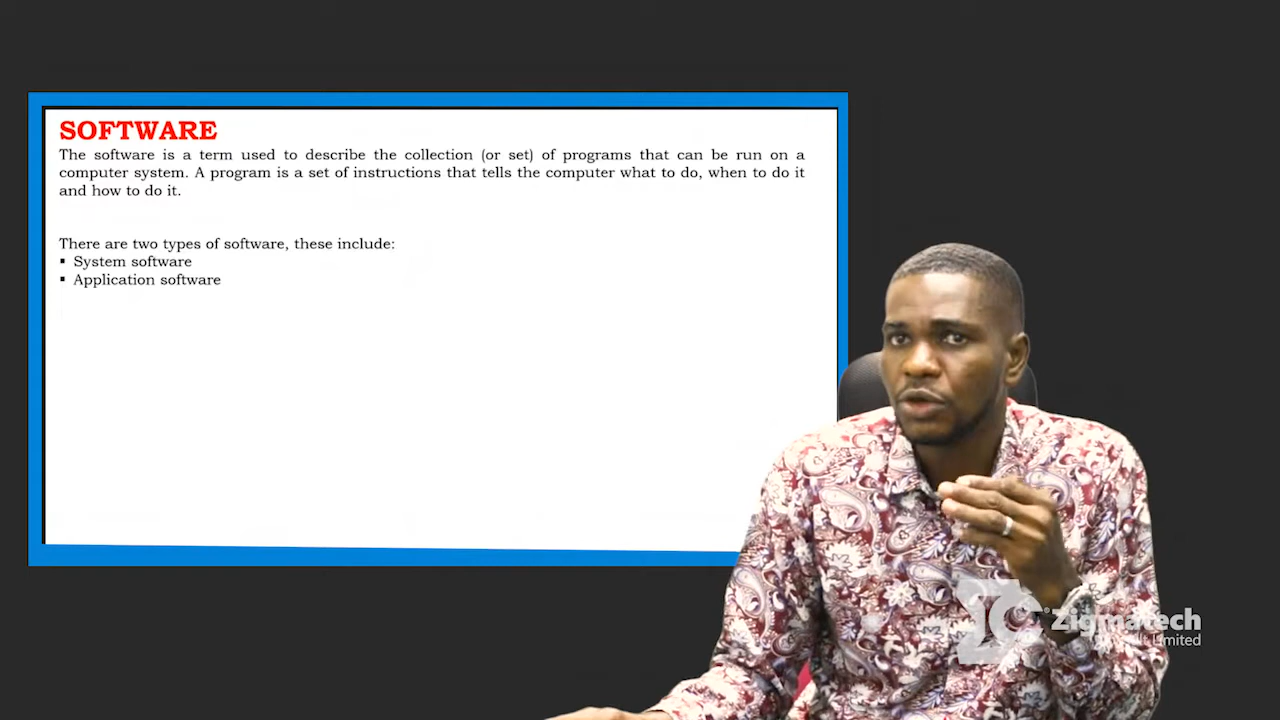 SOFTWARE
The software is a term used to describe the collection (or set) of programs that can be run on a
computer system. A program is a set of instructions that tells the computer what to do, when to do it
and how to do it.
There are two types of software, these include:
▪ System software
▪ Application software
Zigmatech
Limited